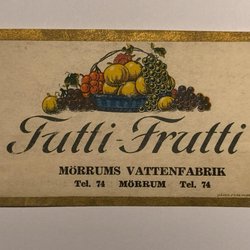 Tutti-Frutti
MÖRRUMS VATTENFABRIK
Tel. 74 MÖRRUM Tel. 74